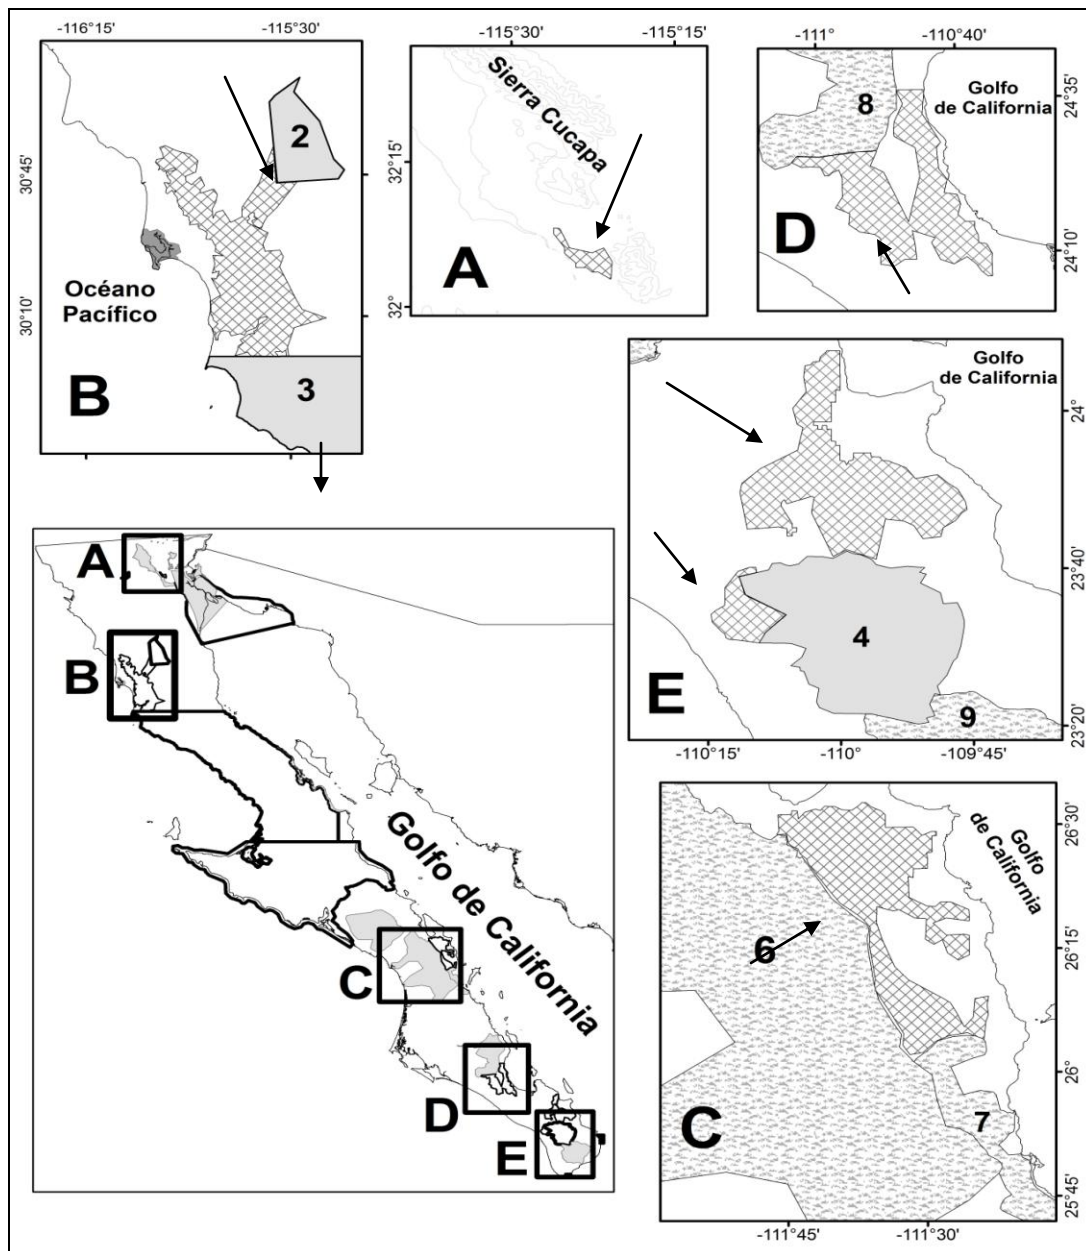 -116°15'
-115°30'
30°45'
30°10'
2
3
B
Océano
Pacífico
-115°30'
-115°15'
32°15'
32°
Sierra Cucapa
A
-111°
-110°40'
24°35'
24°10'
8
D
Golfo
de California
Golfo
de California
24°
23°40'
23°20'
4
9
E
-110°15'
-110°
-109°45'
A
B
C
D
E
Golfo de California
Golfo
de California
26°30'
26°15'
26°
25°45'
6
7
C
-111°45'
-111°30'